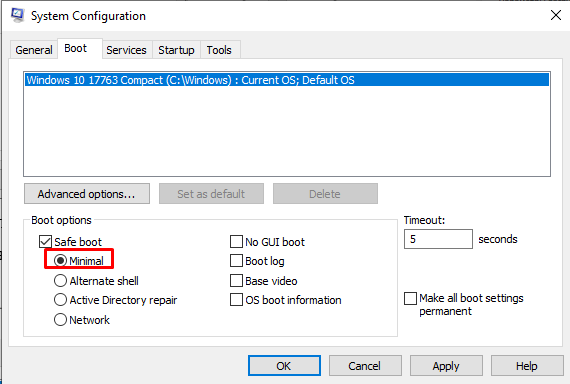 System Configuration
General Boot Services Startup Tools
Windows 10 17763 Compact (C:\Windows) : Current OS; Default OS
Advanced options... Set as default Delete
Boot options
Timeout:
Safe boot No GUI boot
5 seconds
Minimal Boot log
Alternate shell Base video
Active Directory repair OS boot information
Make all boot settings
permanent
Network
OK Cancel Apply Help